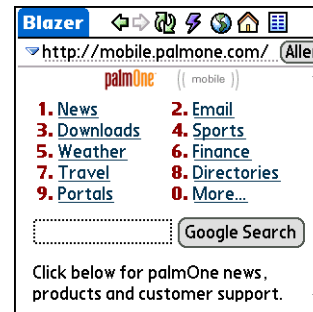 Blazer
http://mobile.palmone.com/ Alle
palmOne (( mobile ))
1. News 2. Email
3. Downloads 4. Sports
5. Weather 6. Finance
7. Travel 8. Directories
9. Portals 0. More...
Google Search
Click below for palmOne news,
products and customer support.